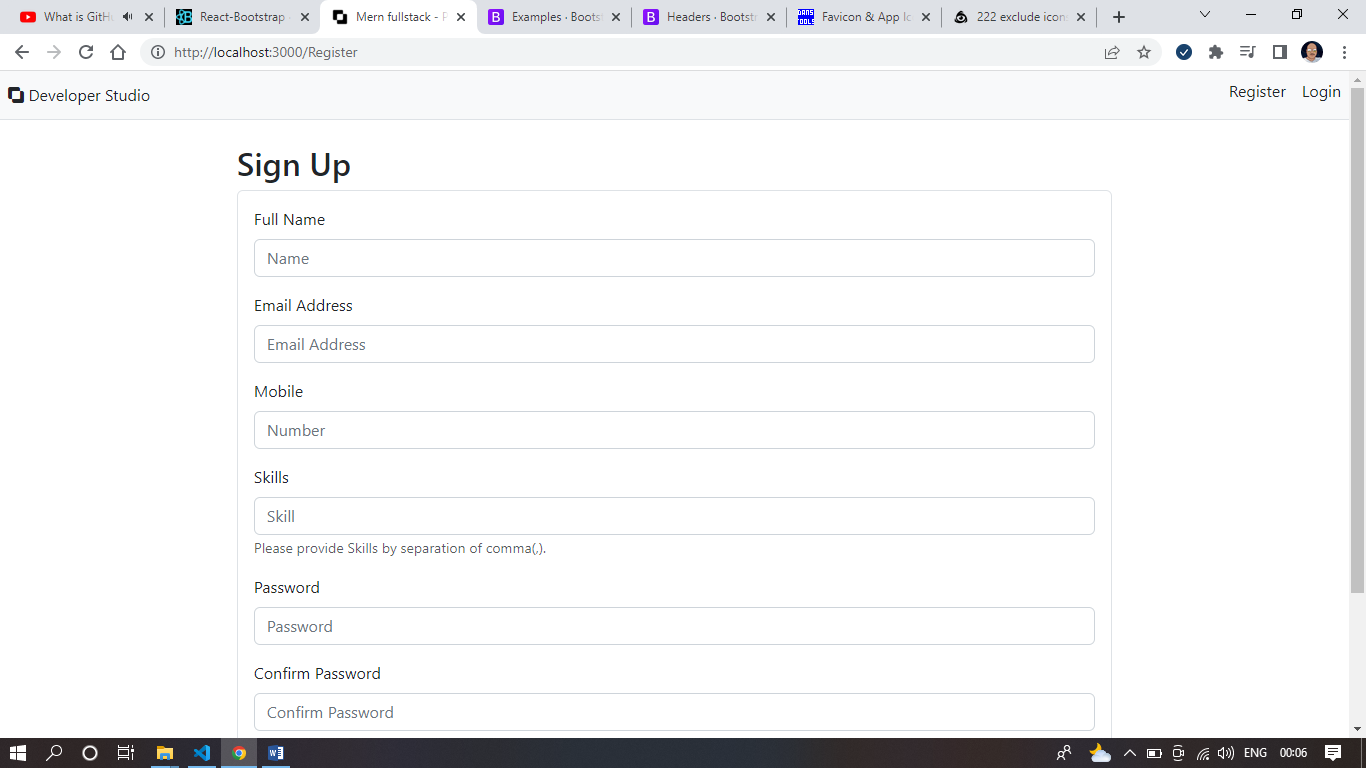 What is GitHu
React-Bootstrap
Mern fullstack - P
Examples · Boots
Headers · Bootst
Favicon & App Ic
222 exclude icon
http://localhost:3000/Register
Developer Studio
Register
Login
Sign Up
Full Name
Name
Email Address
Email Address
Mobile
Number
Skills
Skill
Please provide Skills by separation of comma(,).
Password
Password
Confirm Password
Confirm Password
ENG
00:06